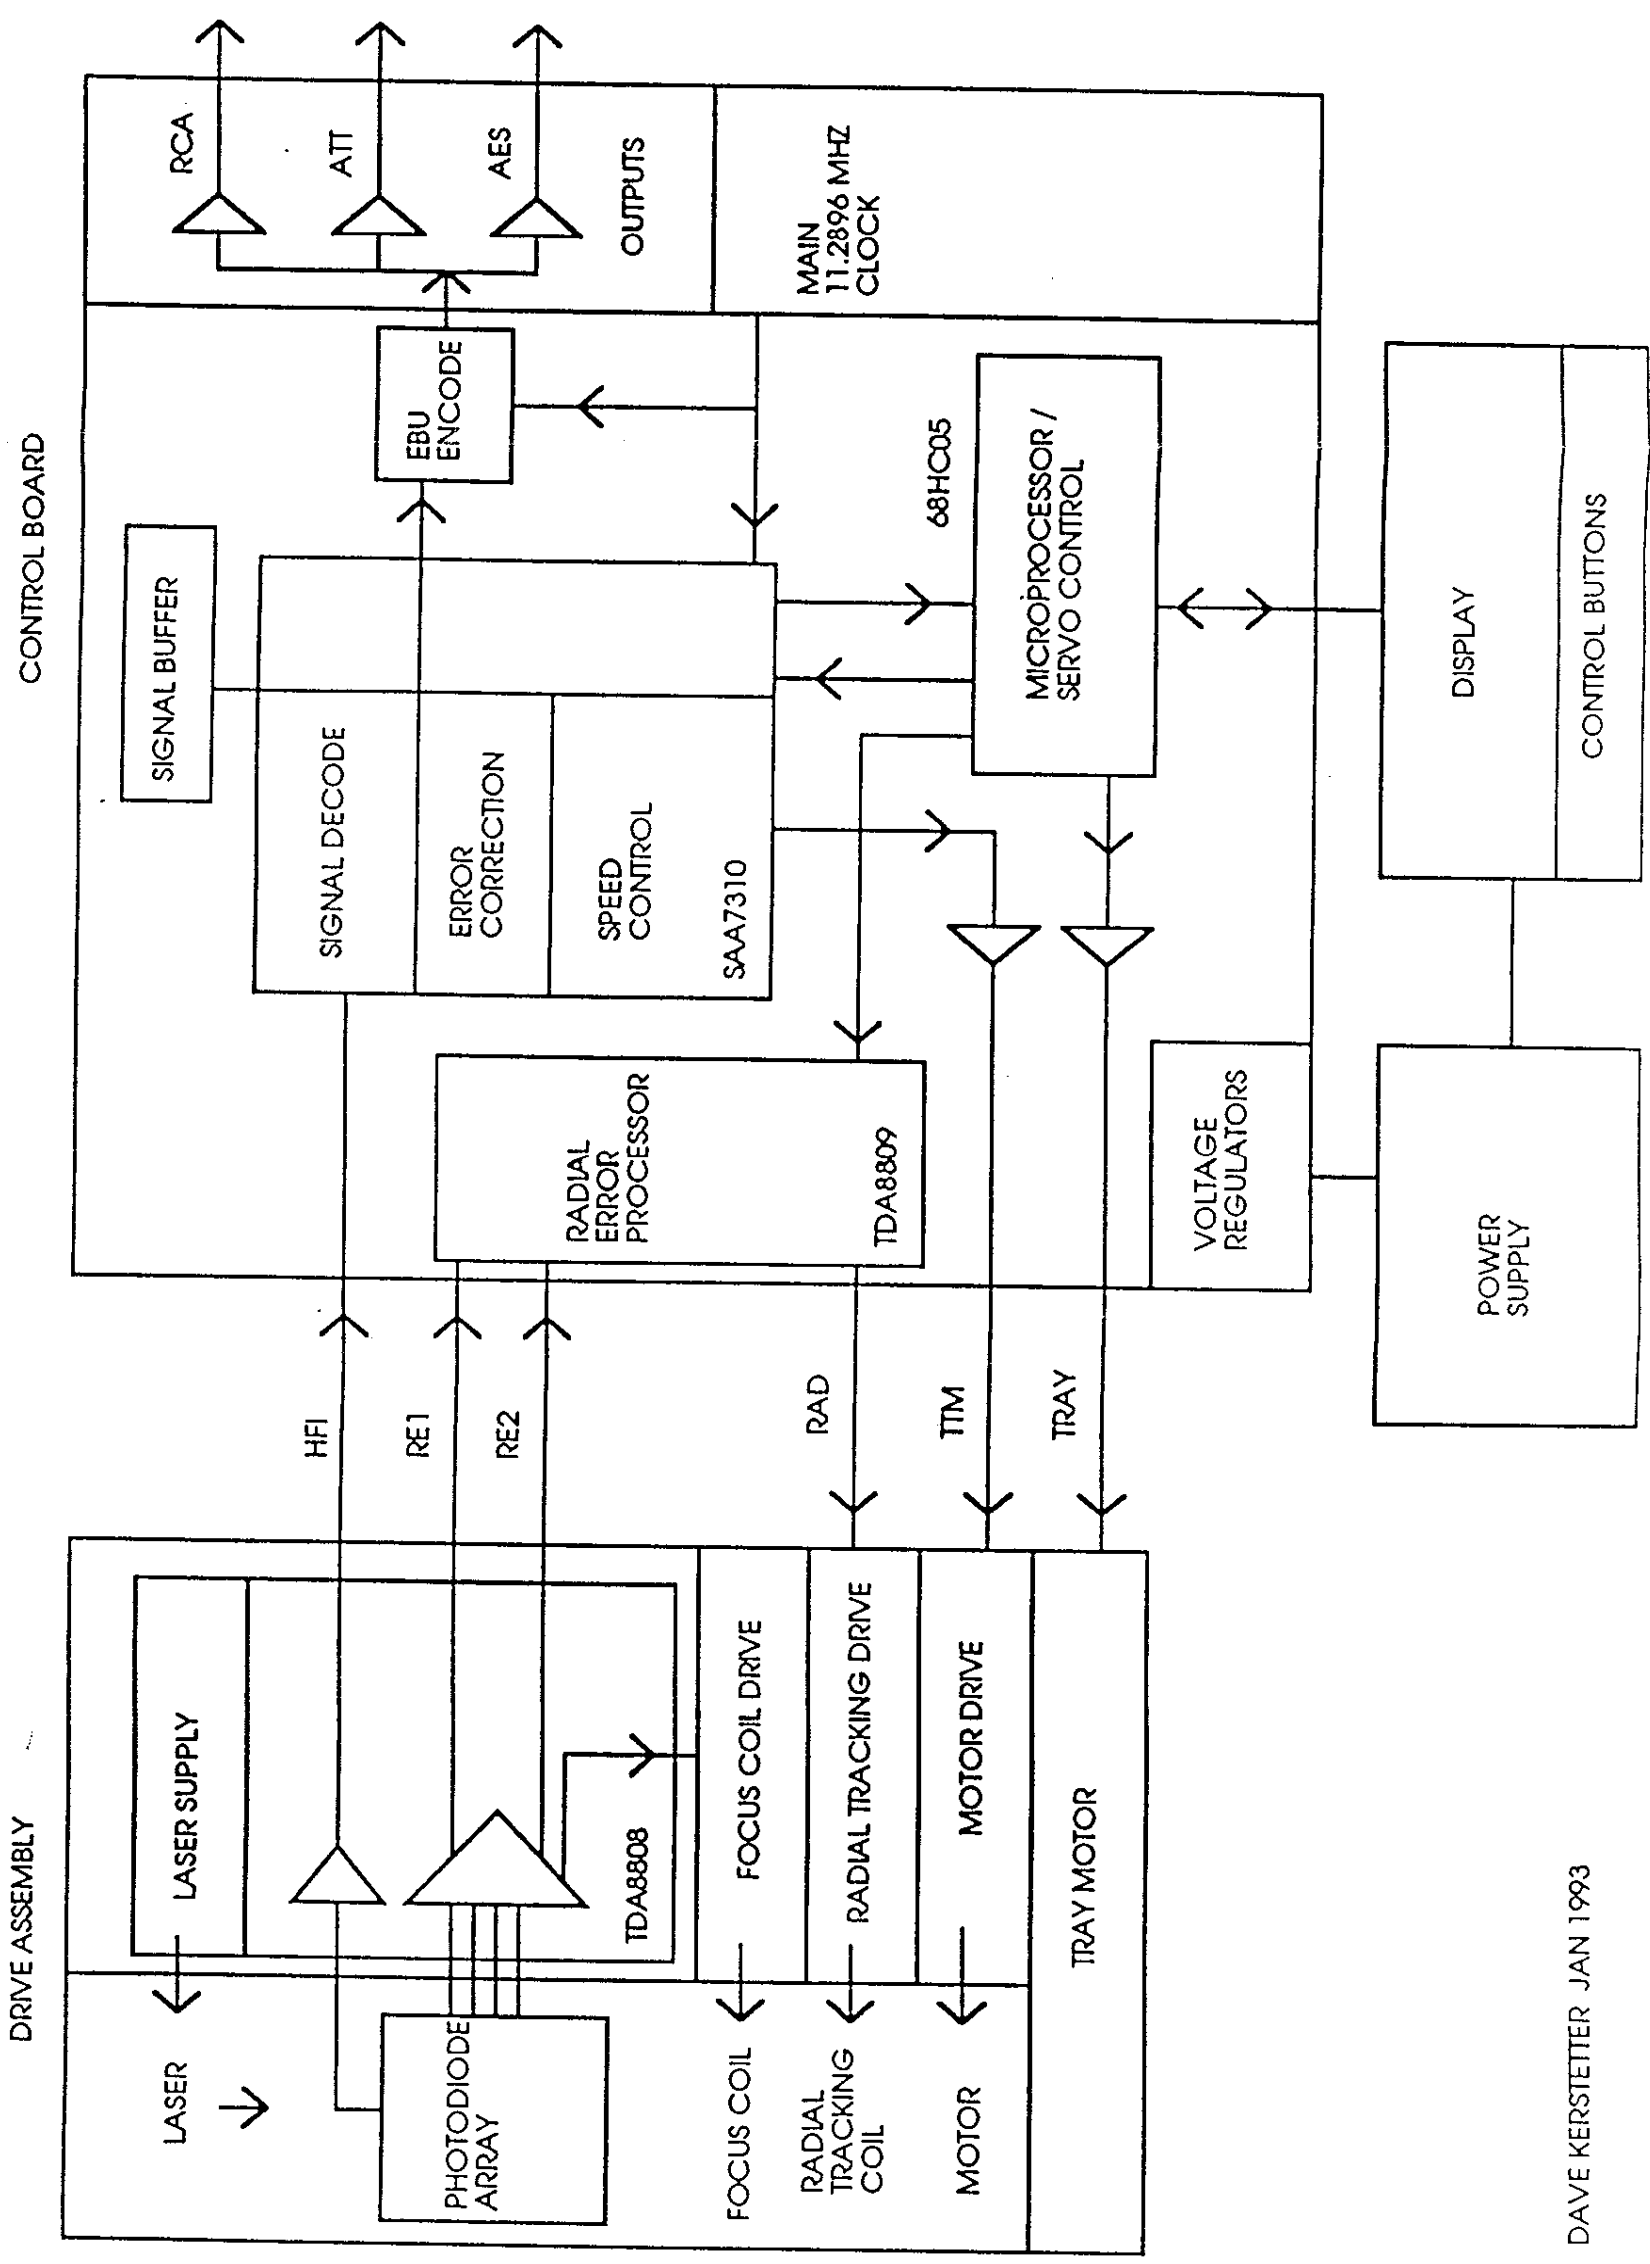 DRIVE ASSEMBLY
LASER
LASER SUPPLY
PHOTODIODE
ARRAY
TDA8808
FOCUS COIL
FOCUS COIL DRIVE
RADIAL
TRACKING
COIL
RADIAL TRACKING DRIVE
MOTOR
MOTOR DRIVE
TRAY MOTOR
HFI
RE1
RE2
RAD
TTM
TRAY
CONTROL BOARD
SIGNAL BUFFER
SIGNAL DECODE
ERROR
CORRECTION
SPEED
CONTROL
SAA7310
RADIAL
ERROR
PROCESSOR
TDA8809
EBU
ENCODE
68HC05
MICROPROCESSOR /
SERVO CONTROL
VOLTAGE
REGULATORS
RCA
ATT
AES
OUTPUTS
MAIN
11.2896 MHZ
CLOCK
POWER
SUPPLY
DISPLAY
CONTROL BUTTONS
DAVE KERSTETTER JAN 1993